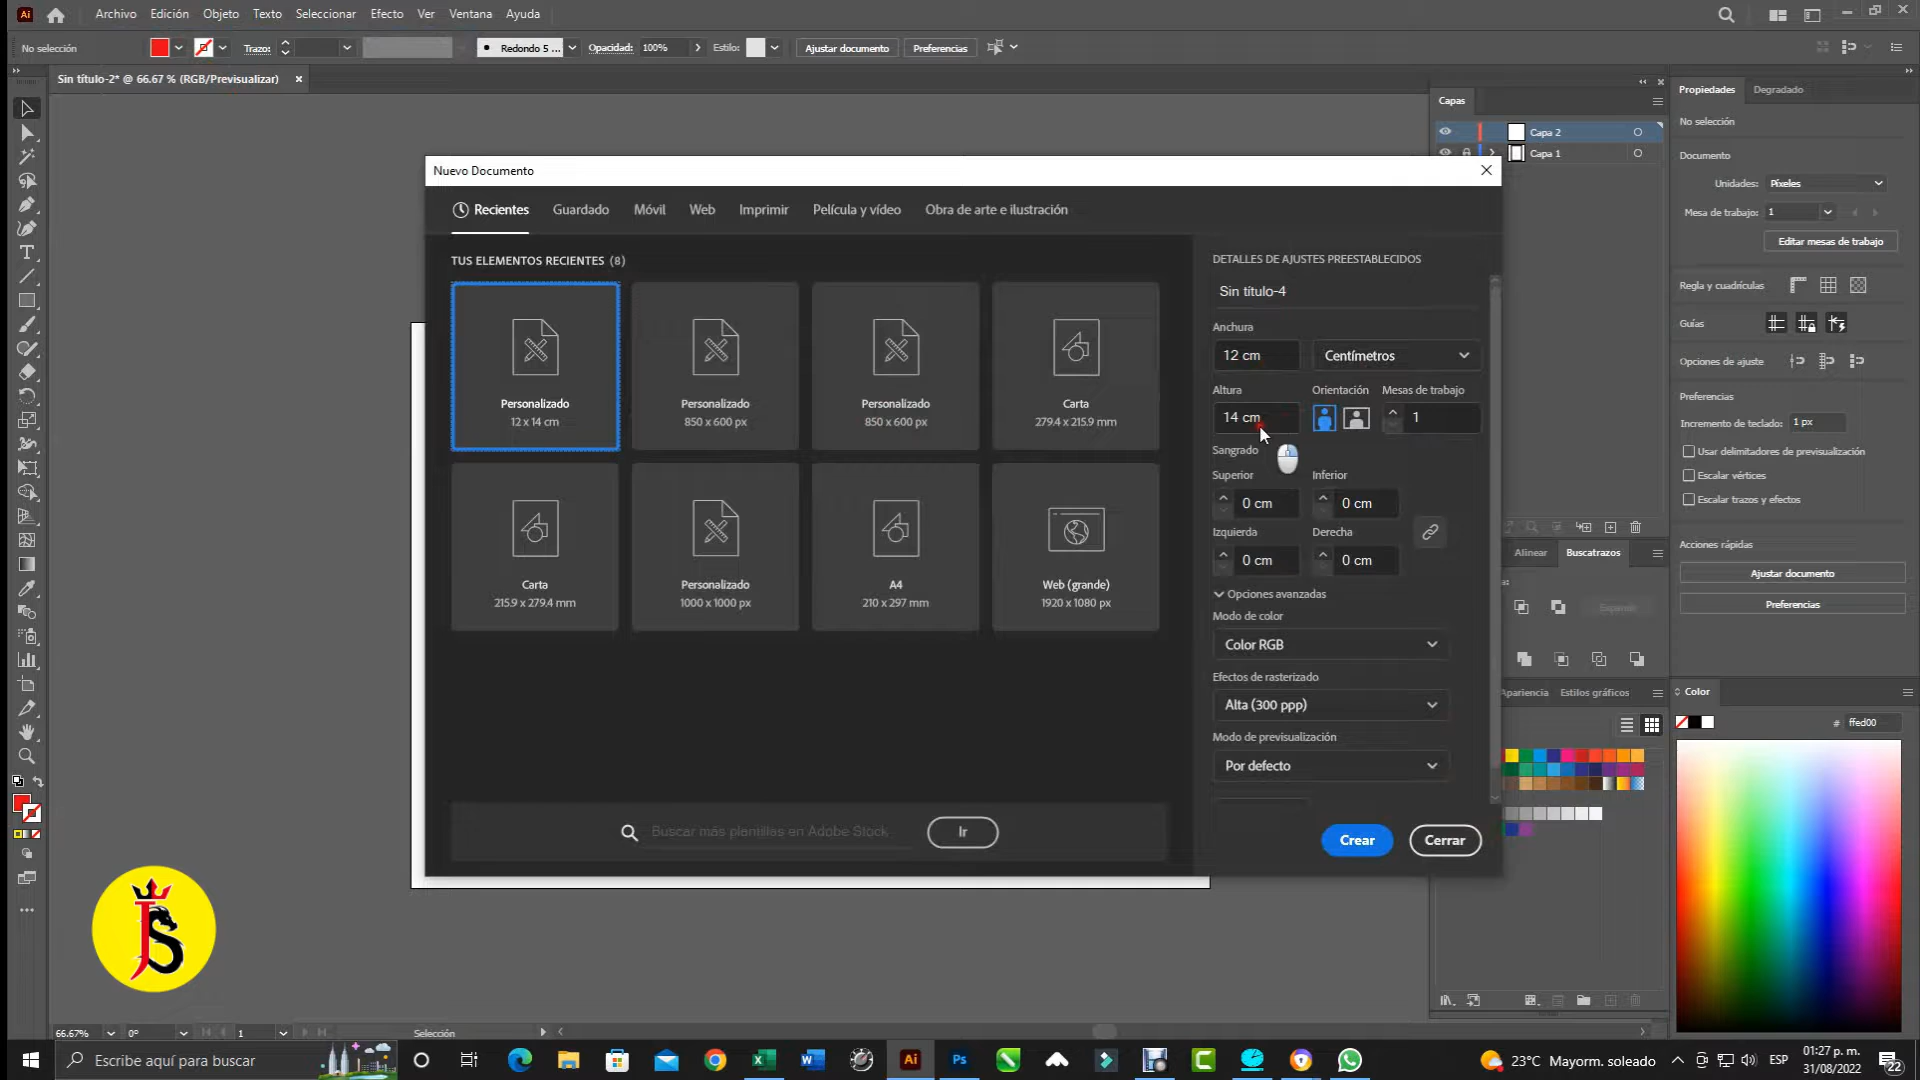 Ai
Archivo Edición Objeto Texto Seleccionar Efecto Ver Ventana Ayuda
No selección
Trazo:
Redondo 5 ...
Opacidad: 100%
Estilo:
Ajustar documento
Preferencias
Sin título-2* @ 66.67 % (RGB/Previsualizar)
Capas
Capa 2
Capa 1
Propiedades
Degradado
No selección
Documento
Unidades: Píxeles
Mesa de trabajo: 1
Editar mesas de trabajo
Regla y cuadrículas
Guías
Opciones de ajuste
Preferencias
Incremento de teclado: 1 px
Usar delimitadores de previsualización
Escalar vértices
Escalar trazos y efectos
Acciones rápidas
Ajustar documento
Preferencias
Alinear
Buscatrazos
Apariencia
Estilos gráficos
Color
# ffed00
Nuevo Documento
Recientes Guardado Móvil Web Imprimir Película y vídeo Obra de arte e ilustración
TUS ELEMENTOS RECIENTES (8)
Personalizado
12 x 14 cm
Personalizado
850 x 600 px
Personalizado
850 x 600 px
Carta
279.4 x 215.9 mm
Carta
215.9 x 279.4 mm
Personalizado
1000 x 1000 px
A4
210 x 297 mm
Web (grande)
1920 x 1080 px
Buscar más plantillas en Adobe Stock
Ir
DETALLES DE AJUSTES PREESTABLECIDOS
Sin título-4
Anchura
12 cm
Centímetros
Altura
Orientación
Mesas de trabajo
14 cm
1
Sangrado
Superior
Inferior
0 cm
0 cm
Izquierda
Derecha
0 cm
0 cm
Opciones avanzadas
Modo de color
Color RGB
Efectos de rasterizado
Alta (300 ppp)
Modo de previsualización
Por defecto
Crear
Cerrar
JS
66.67%
0°
1
Selección
Escribe aquí para buscar
Ai
Ps
23°C Mayorm. soleado
ESP
01:27 p. m.
31/08/2022
22